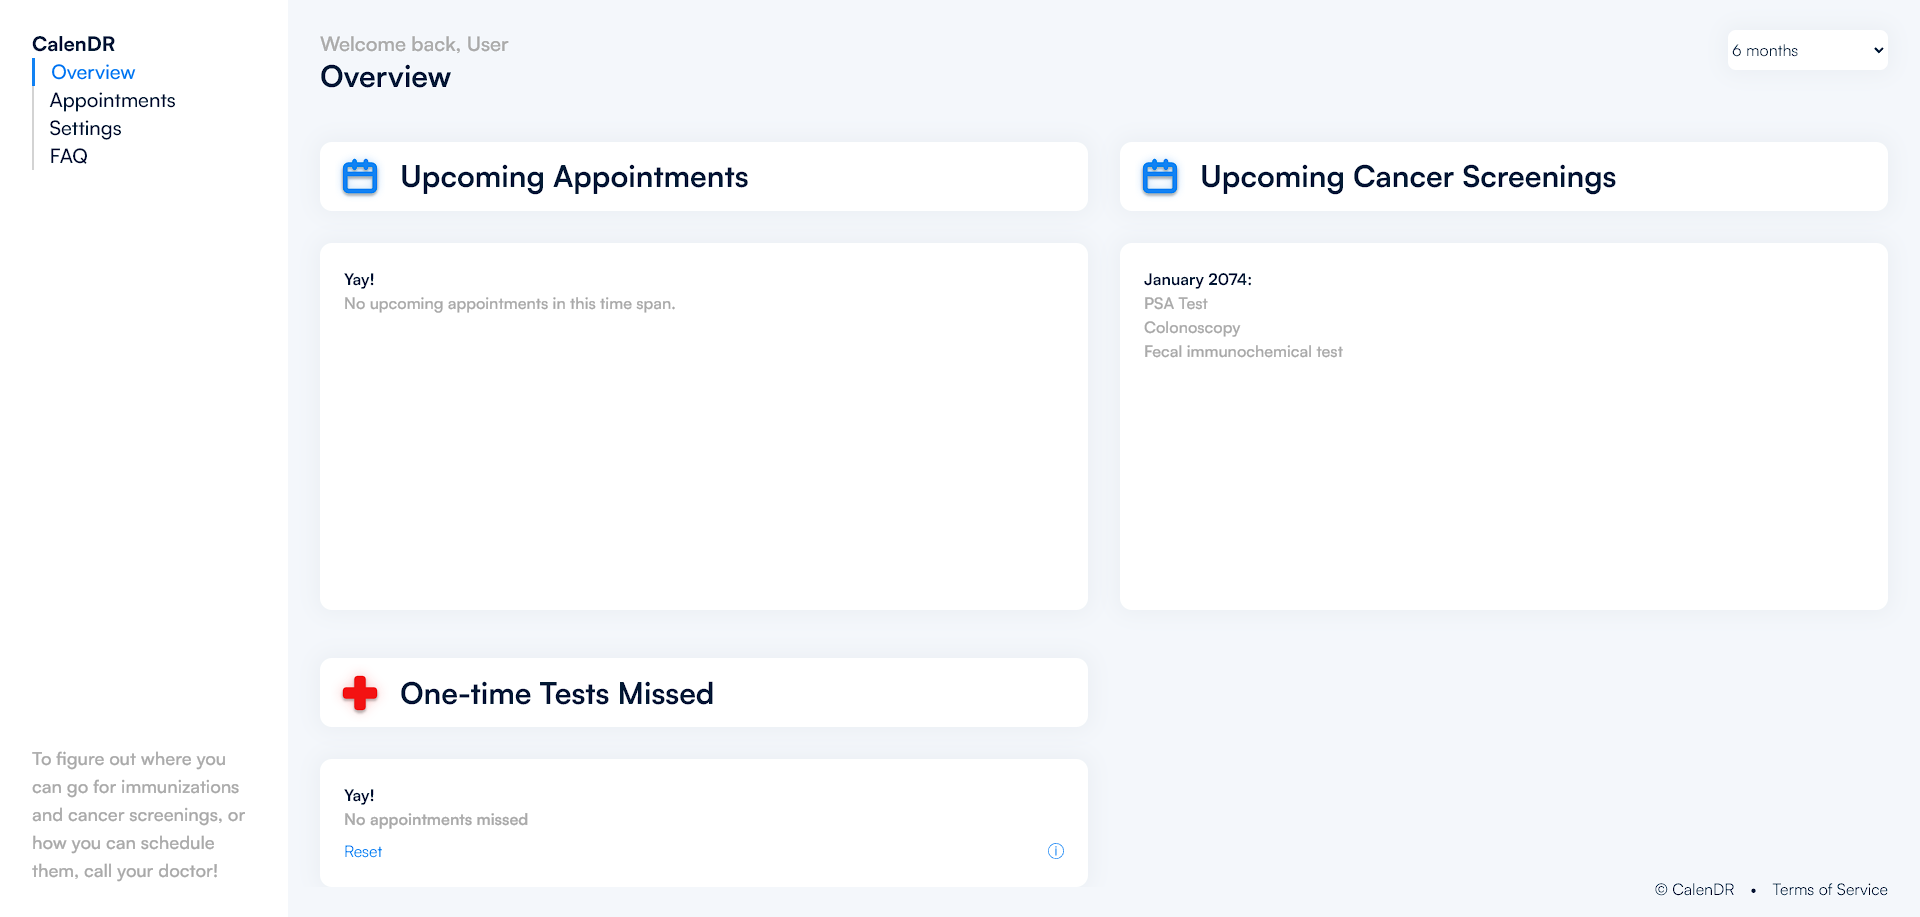 CalenDR
Overview
Appointments
Settings
FAQ
To figure out where you
can go for immunizations
and cancer screenings, or
how you can schedule
them, call your doctor!
Welcome back, User
Overview
6 months
Upcoming Appointments
Yay!
No upcoming appointments in this time span.
Upcoming Cancer Screenings
January 2074:
PSA Test
Colonoscopy
Fecal immunochemical test
One-time Tests Missed
Yay!
No appointments missed
Reset
© CalenDR • Terms of Service